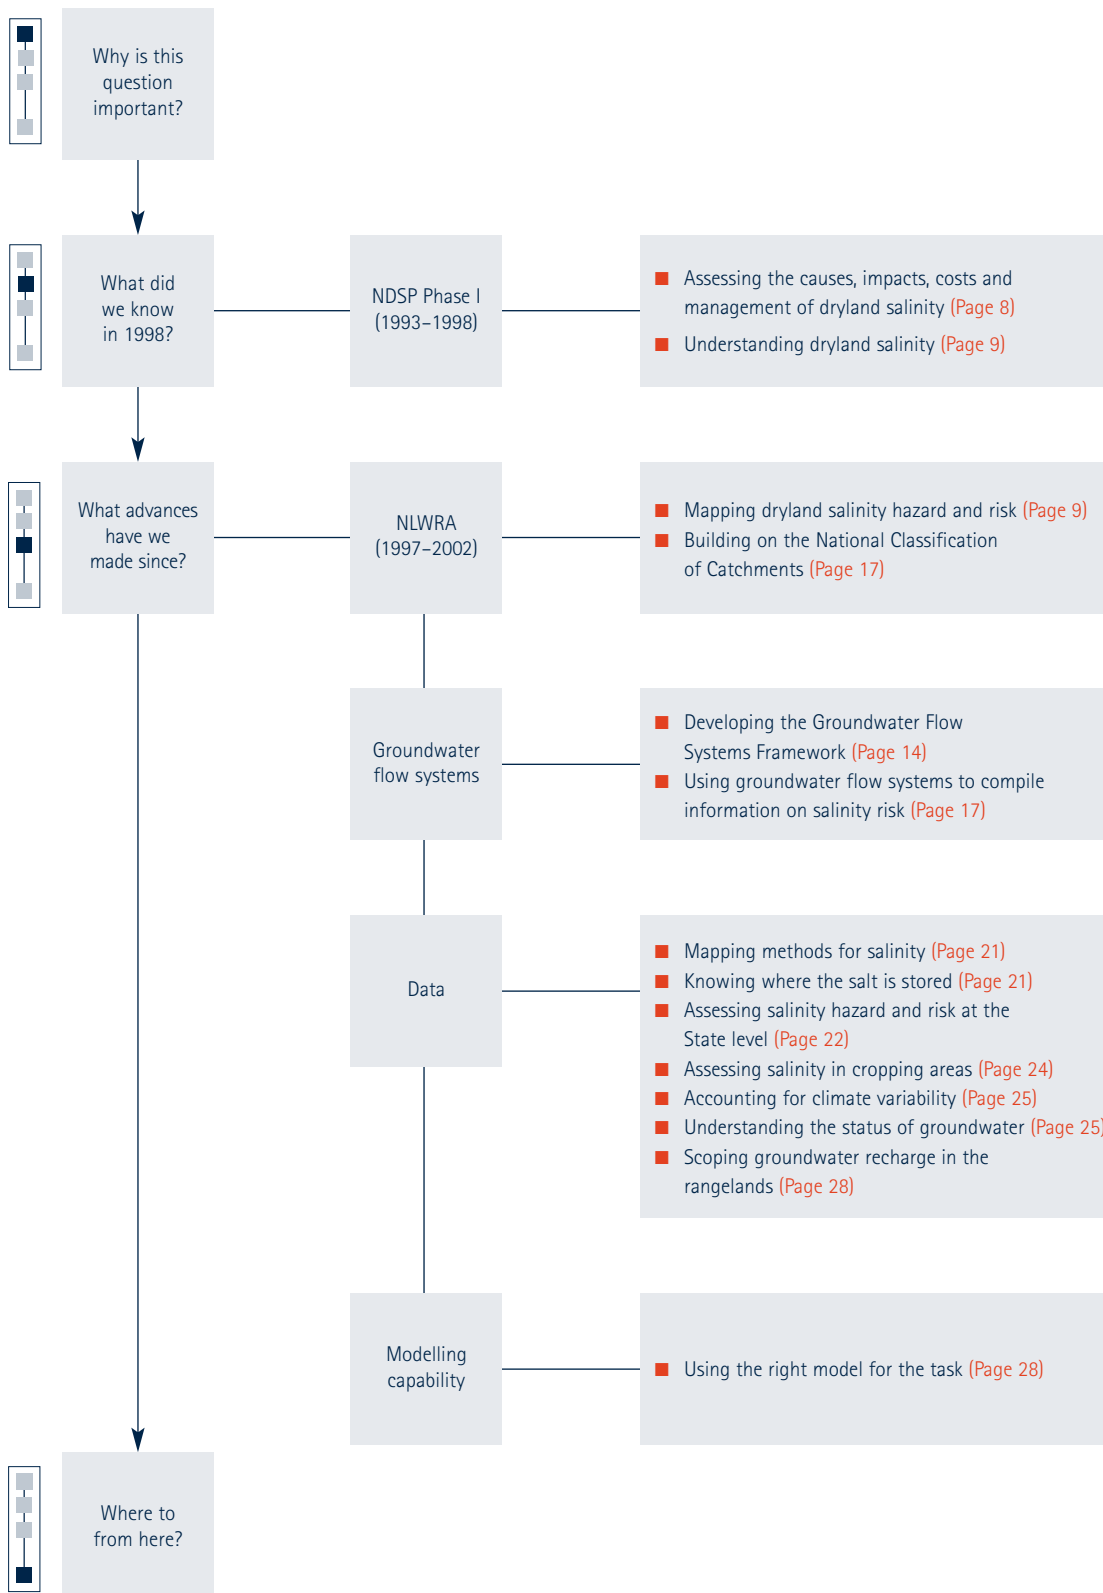 Why is this
question
important?
What did
we know
in 1998?
NDSP Phase I
(1993–1998)
■ Assessing the causes, impacts, costs and
management of dryland salinity (Page 8)
■ Understanding dryland salinity (Page 9)
What advances
have we
made since?
NLWRA
(1997–2002)
■ Mapping dryland salinity hazard and risk (Page 9)
■ Building on the National Classification
of Catchments (Page 17)
Groundwater
flow systems
■ Developing the Groundwater Flow
Systems Framework (Page 14)
■ Using groundwater flow systems to compile
information on salinity risk (Page 17)
Data
■ Mapping methods for salinity (Page 21)
■ Knowing where the salt is stored (Page 21)
■ Assessing salinity hazard and risk at the
State level (Page 22)
■ Assessing salinity in cropping areas (Page 24)
■ Accounting for climate variability (Page 25)
■ Understanding the status of groundwater (Page 25)
■ Scoping groundwater recharge in the
rangelands (Page 28)
Modelling
capability
■ Using the right model for the task (Page 28)
Where to
from here?